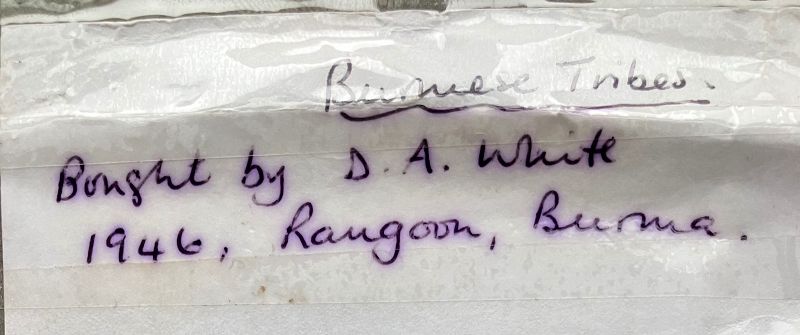 Burmese Tribes.
Bought by D. A. White
1946, Rangoon, Burma.